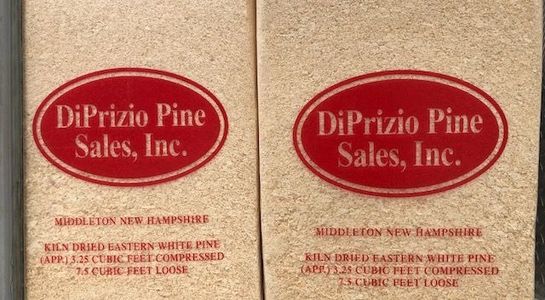 DiPrizio Pine
Sales, Inc.
MIDDLETON NEW HAMPSHIRE
KILN DRIED EASTERN WHITE PINE
(APP.) 3.25 CUBIC FEET COMPRESSED
7.5 CUBIC FEET LOOSE
DiPrizio Pine
Sales, Inc.
MIDDLETON NEW HAMPSHIRE
KILN DRIED EASTERN WHITE PINE
(APP.) 3.25 CUBIC FEET COMPRESSED
7.5 CUBIC FEET LOOSE